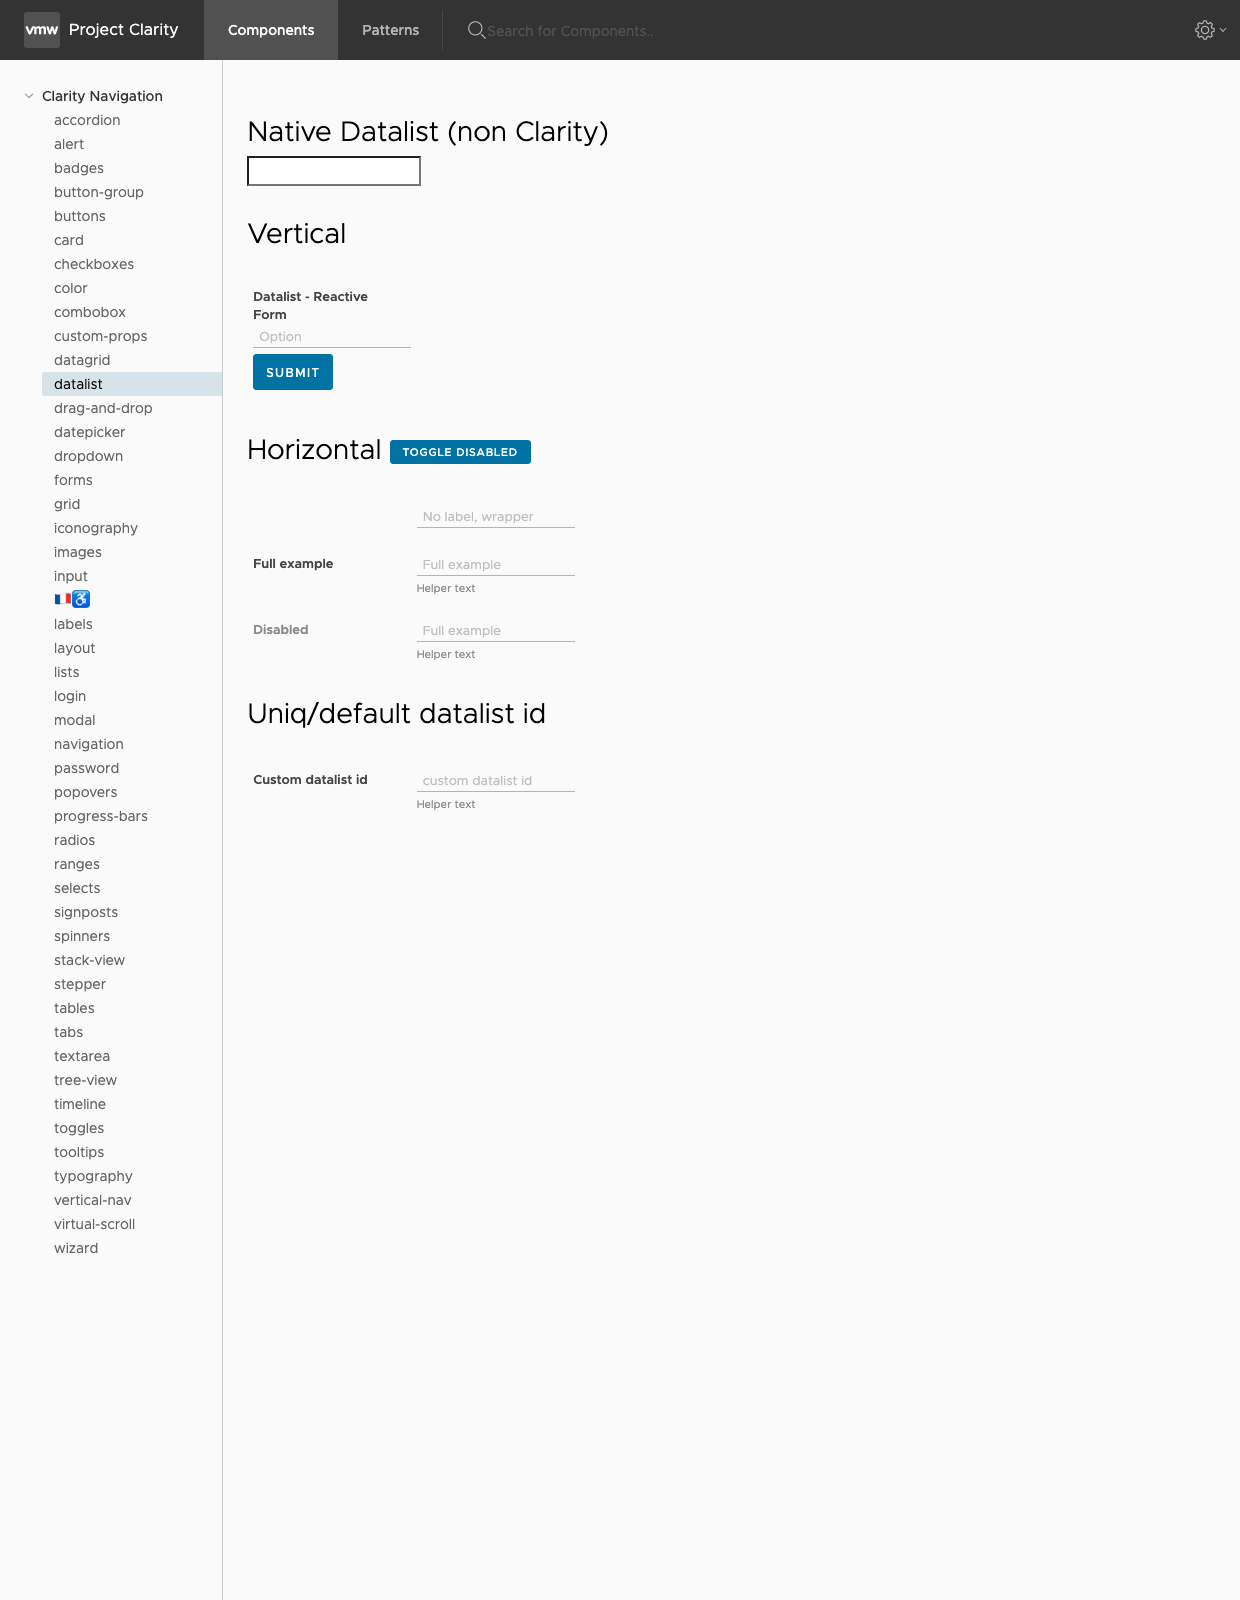 vmw Project Clarity Components Patterns Search for Components..
Clarity Navigation
accordion
alert
badges
button-group
buttons
card
checkboxes
color
combobox
custom-props
datagrid
datalist
drag-and-drop
datepicker
dropdown
forms
grid
iconography
images
input
🇫🇷♿
labels
layout
lists
login
modal
navigation
password
popovers
progress-bars
radios
ranges
selects
signposts
spinners
stack-view
stepper
tables
tabs
textarea
tree-view
timeline
toggles
tooltips
typography
vertical-nav
virtual-scroll
wizard
Native Datalist (non Clarity)
Vertical
Datalist - Reactive
Form
Option
SUBMIT
Horizontal TOGGLE DISABLED
No label, wrapper
Full example Full example
Helper text
Disabled Full example
Helper text
Uniq/default datalist id
Custom datalist id custom datalist id
Helper text